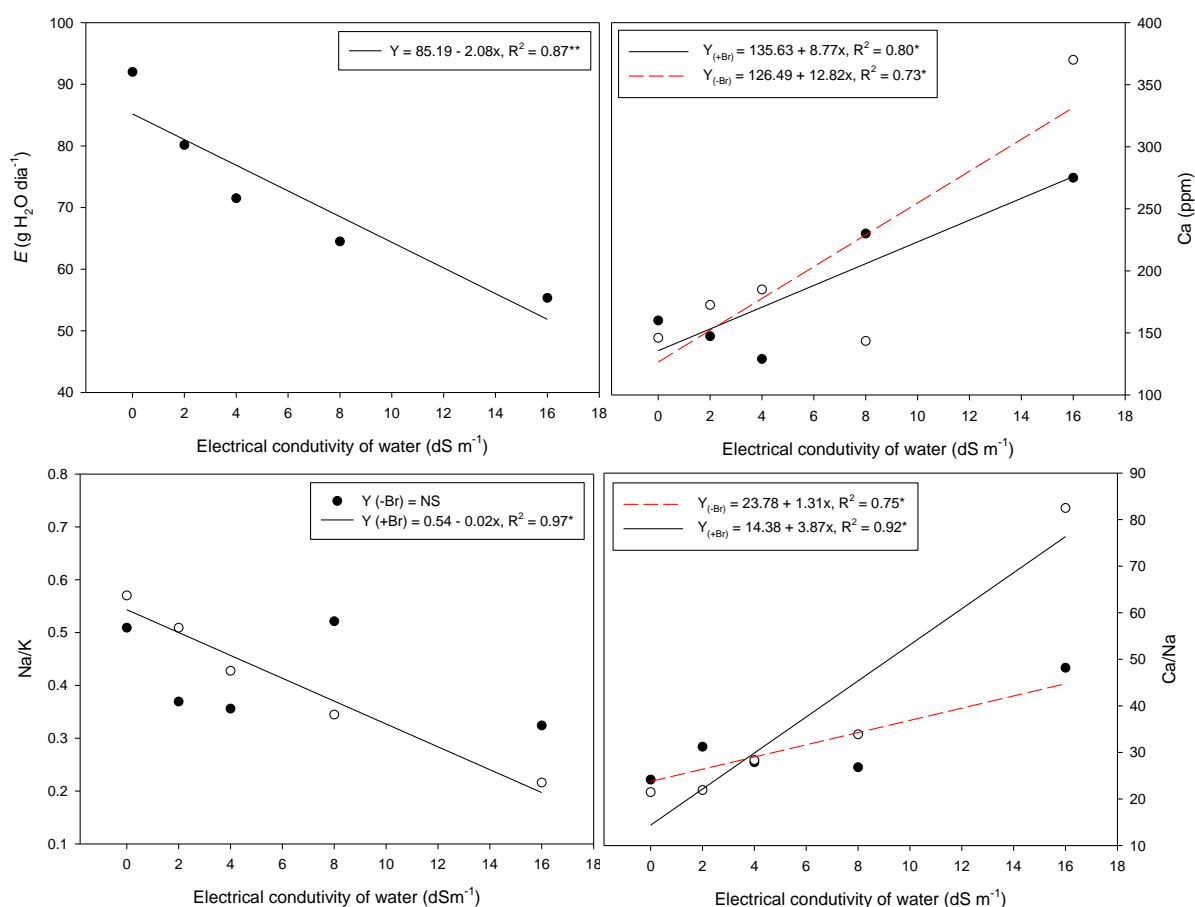 100
90
80
70
60
50
40
E (g H₂O dia⁻¹)
Y = 85.19 - 2.08x, R² = 0.87**
0 2 4 6 8 10 12 14 16 18
Electrical condutivity of water (dS m⁻¹)
Y(+Br) = 135.63 + 8.77x, R² = 0.80*
Y(-Br) = 126.49 + 12.82x, R² = 0.73*
400
350
300
250
200
150
100
Ca (ppm)
0 2 4 6 8 10 12 14 16 18
Electrical condutivity of water (dS m⁻¹)
0.8
0.7
0.6
0.5
0.4
0.3
0.2
0.1
Na/K
Y (-Br) = NS
Y (+Br) = 0.54 - 0.02x, R² = 0.97*
0 2 4 6 8 10 12 14 16 18
Electrical condutivity of water (dSm⁻¹)
Y(-Br) = 23.78 + 1.31x, R² = 0.75*
Y(+Br) = 14.38 + 3.87x, R² = 0.92*
90
80
70
60
50
40
30
20
10
Ca/Na
0 2 4 6 8 10 12 14 16 18
Electrical condutivity of water (dS m⁻¹)